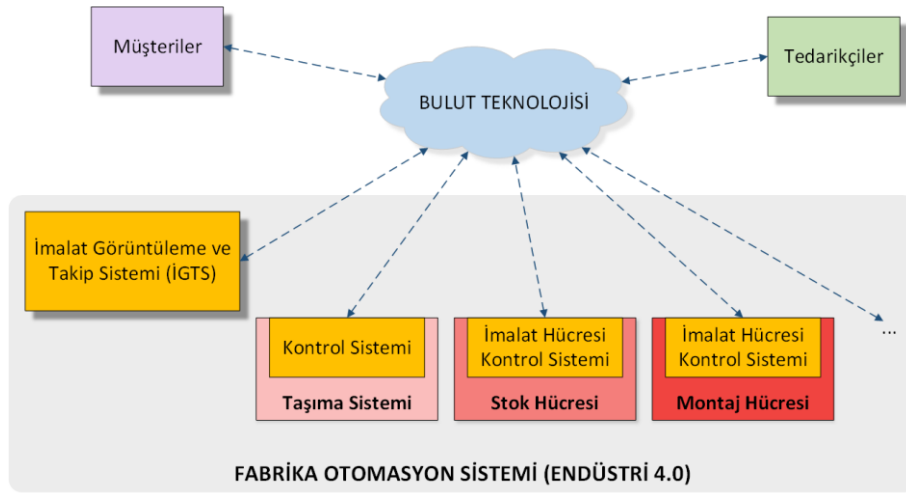 Müşteriler
Tedarikçiler
BULUT TEKNOLOJİSİ
İmalat Görüntüleme ve
Takip Sistemi (İGTS)
Kontrol Sistemi
Taşıma Sistemi
İmalat Hücresi
Kontrol Sistemi
Stok Hücresi
İmalat Hücresi
Kontrol Sistemi
Montaj Hücresi
...
FABRİKA OTOMASYON SİSTEMİ (ENDÜSTRİ 4.0)